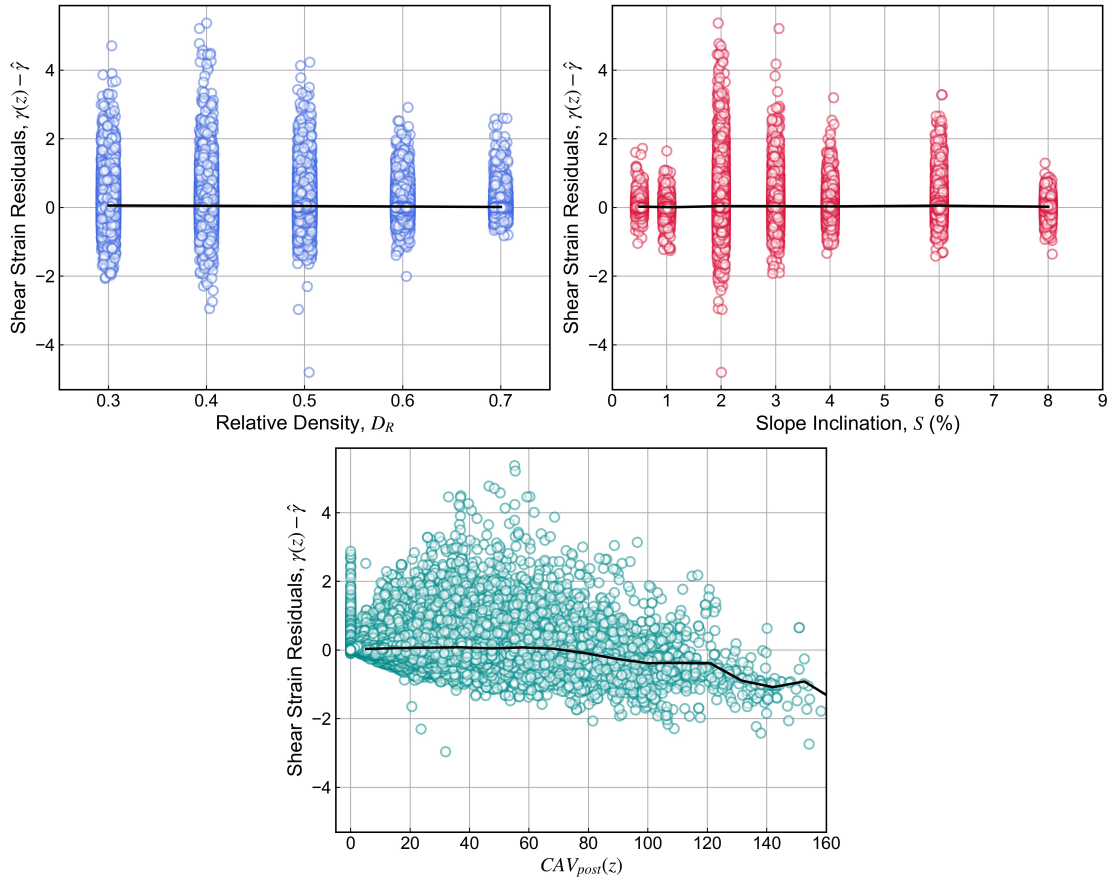 Shear Strain Residuals, γ(z) − γ̂
4
2
0
−2
−4
0.3 0.4 0.5 0.6 0.7
Relative Density, D_R
Shear Strain Residuals, γ(z) − γ̂
4
2
0
−2
−4
0 1 2 3 4 5 6 7 8 9
Slope Inclination, S (%)
Shear Strain Residuals, γ(z) − γ̂
4
2
0
−2
−4
0 20 40 60 80 100 120 140 160
CAV_post(z)